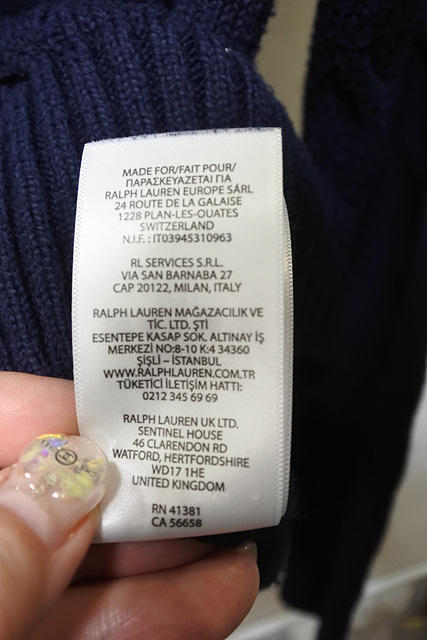 MADE FOR/FAIT POUR/
ΠΑΡΑΣΚΕΥΑΖΕΤΑΙ ΓΙΑ
RALPH LAUREN EUROPE SÁRL
24 ROUTE DE LA GALAISE
1228 PLAN-LES-OUATES
SWITZERLAND
N.I.F. : IT03945310963
RL SERVICES S.R.L.
VIA SAN BARNABA 27
CAP 20122, MILAN, ITALY
RALPH LAUREN MAĞAZACILIK VE
TİC. LTD. ŞTİ
ESENTEPE KASAP SOK. ALTINAY İŞ
MERKEZİ NO:8-10 K:4 34360
ŞİŞLİ – İSTANBUL
WWW.RALPHLAUREN.COM.TR
TÜKETİCİ İLETİŞİM HATTI:
0212 345 69 69
RALPH LAUREN UK LTD.
SENTINEL HOUSE
46 CLARENDON RD
WATFORD, HERTFORDSHIRE
WD17 1HE
UNITED KINGDOM
RN 41381
CA 56658